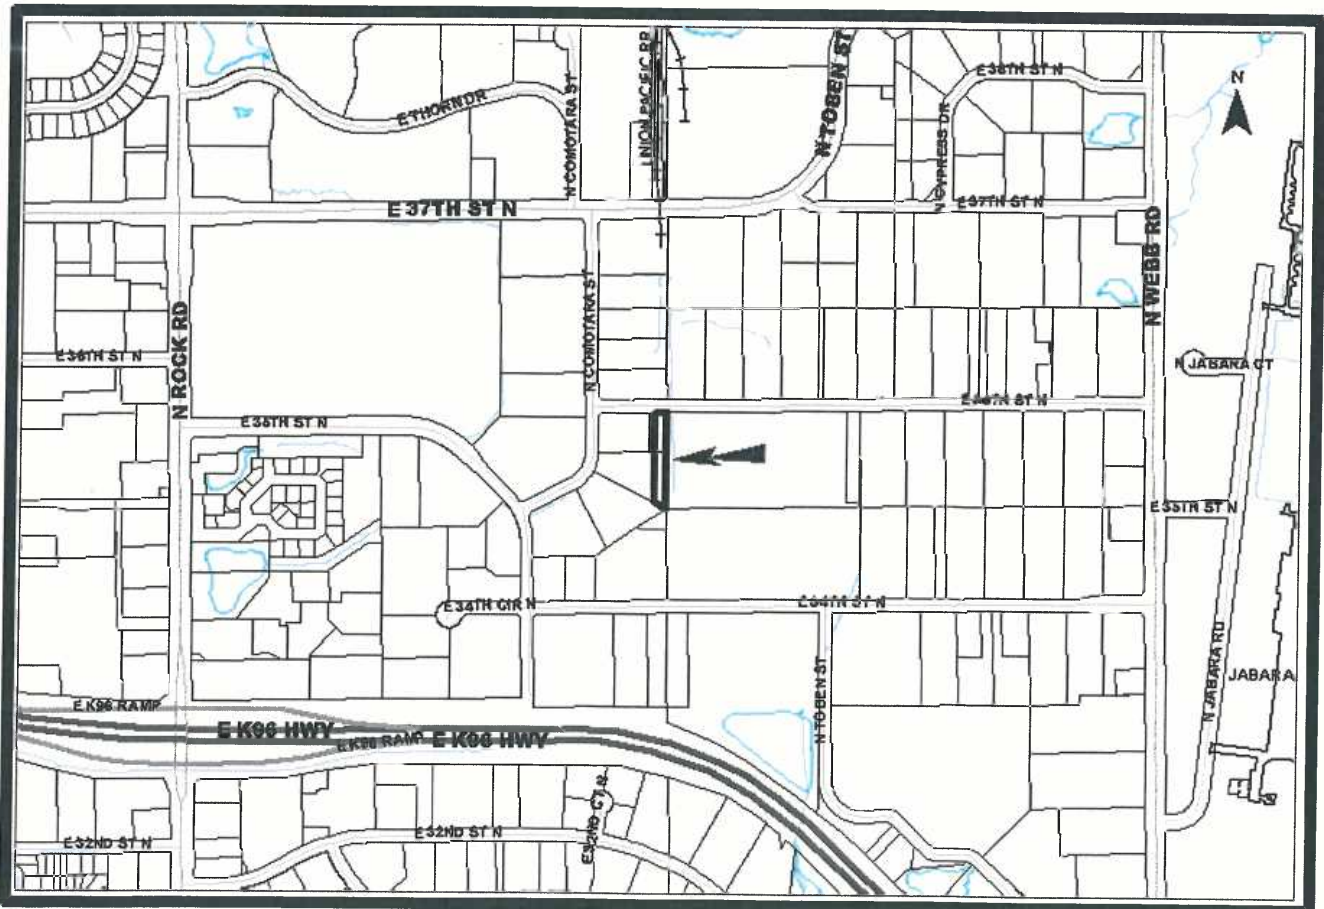 E 38TH ST N
N
UNION PACIFIC RR
N TOBEN ST
E THORN DR
N COMOTARA ST
N CYPRESS DR
E 37TH ST N
E 37TH ST N
N WEBB RD
N ROCK RD
N COMOTARA ST
E 36TH ST N
N JABARA CT
E 35TH ST N
E 35TH ST N
E 34TH CIR N
E 34TH ST N
N TOBEN ST
N JABARA RD
JABARA
E K96 RAMP
E K96 HWY
E K96 RAMP
E K96 HWY
E 32ND ST N
E 32ND ST N
E 32ND CT N